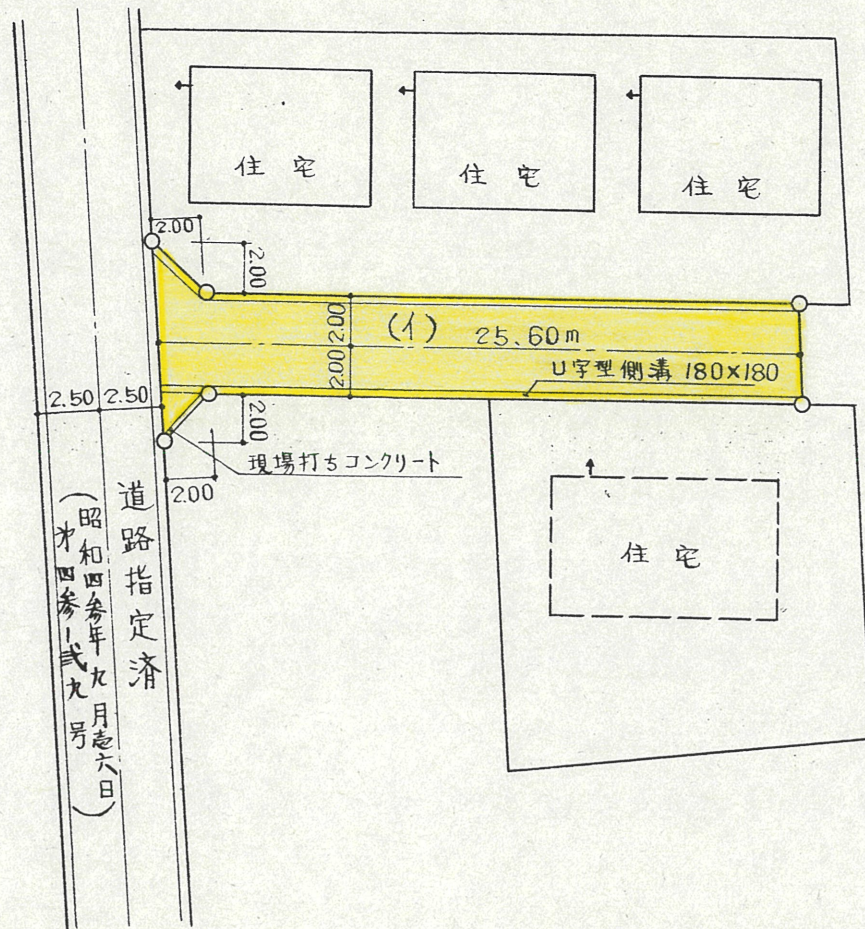 住宅
住宅
住宅
2.00
2.00
2.00
2.00
(イ) 25.60m
U字型側溝 180×180
2.50 2.50
2.00
2.00
現場打ちコンクリート
住宅
道路指定済
(昭和四参年九月壱六日
第四参-弐九号)